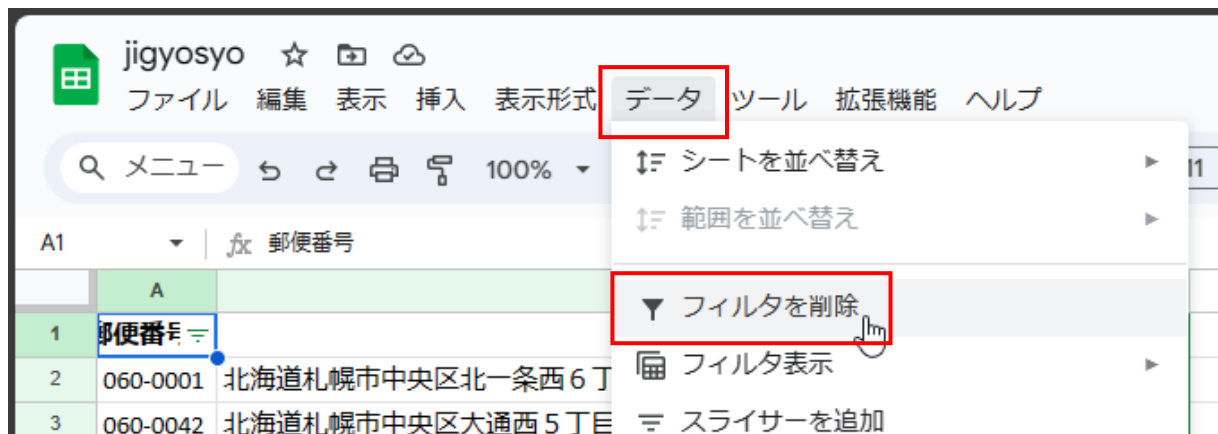 jigyosyo
ファイル 編集 表示 挿入 表示形式 データ ツール 拡張機能 ヘルプ
メニュー 100% 11
シートを並べ替え
範囲を並べ替え
A1 fx 郵便番号
A
フィルタを削除
1 郵便番号
フィルタ表示
2 060-0001 北海道札幌市中央区北一条西６丁
スライサーを追加
3 060-0042 北海道札幌市中央区大通西５丁目